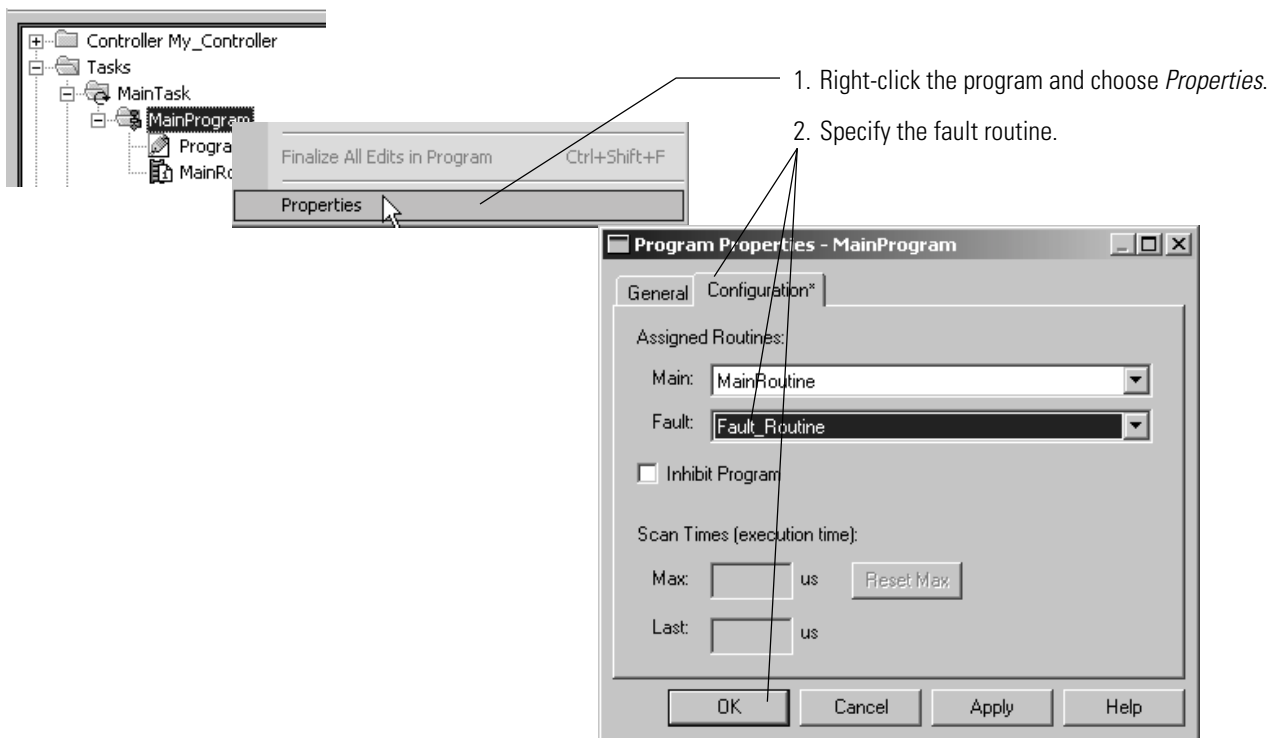 Controller My_Controller
Tasks
MainTask
MainProgram
Progra
MainRo
Finalize All Edits in Program Ctrl+Shift+F
Properties
1. Right-click the program and choose Properties.
2. Specify the fault routine.
Program Properties - MainProgram
General Configuration*
Assigned Routines:
Main: MainRoutine
Fault: Fault_Routine
Inhibit Program
Scan Times (execution time):
Max: us Reset Max
Last: us
OK Cancel Apply Help